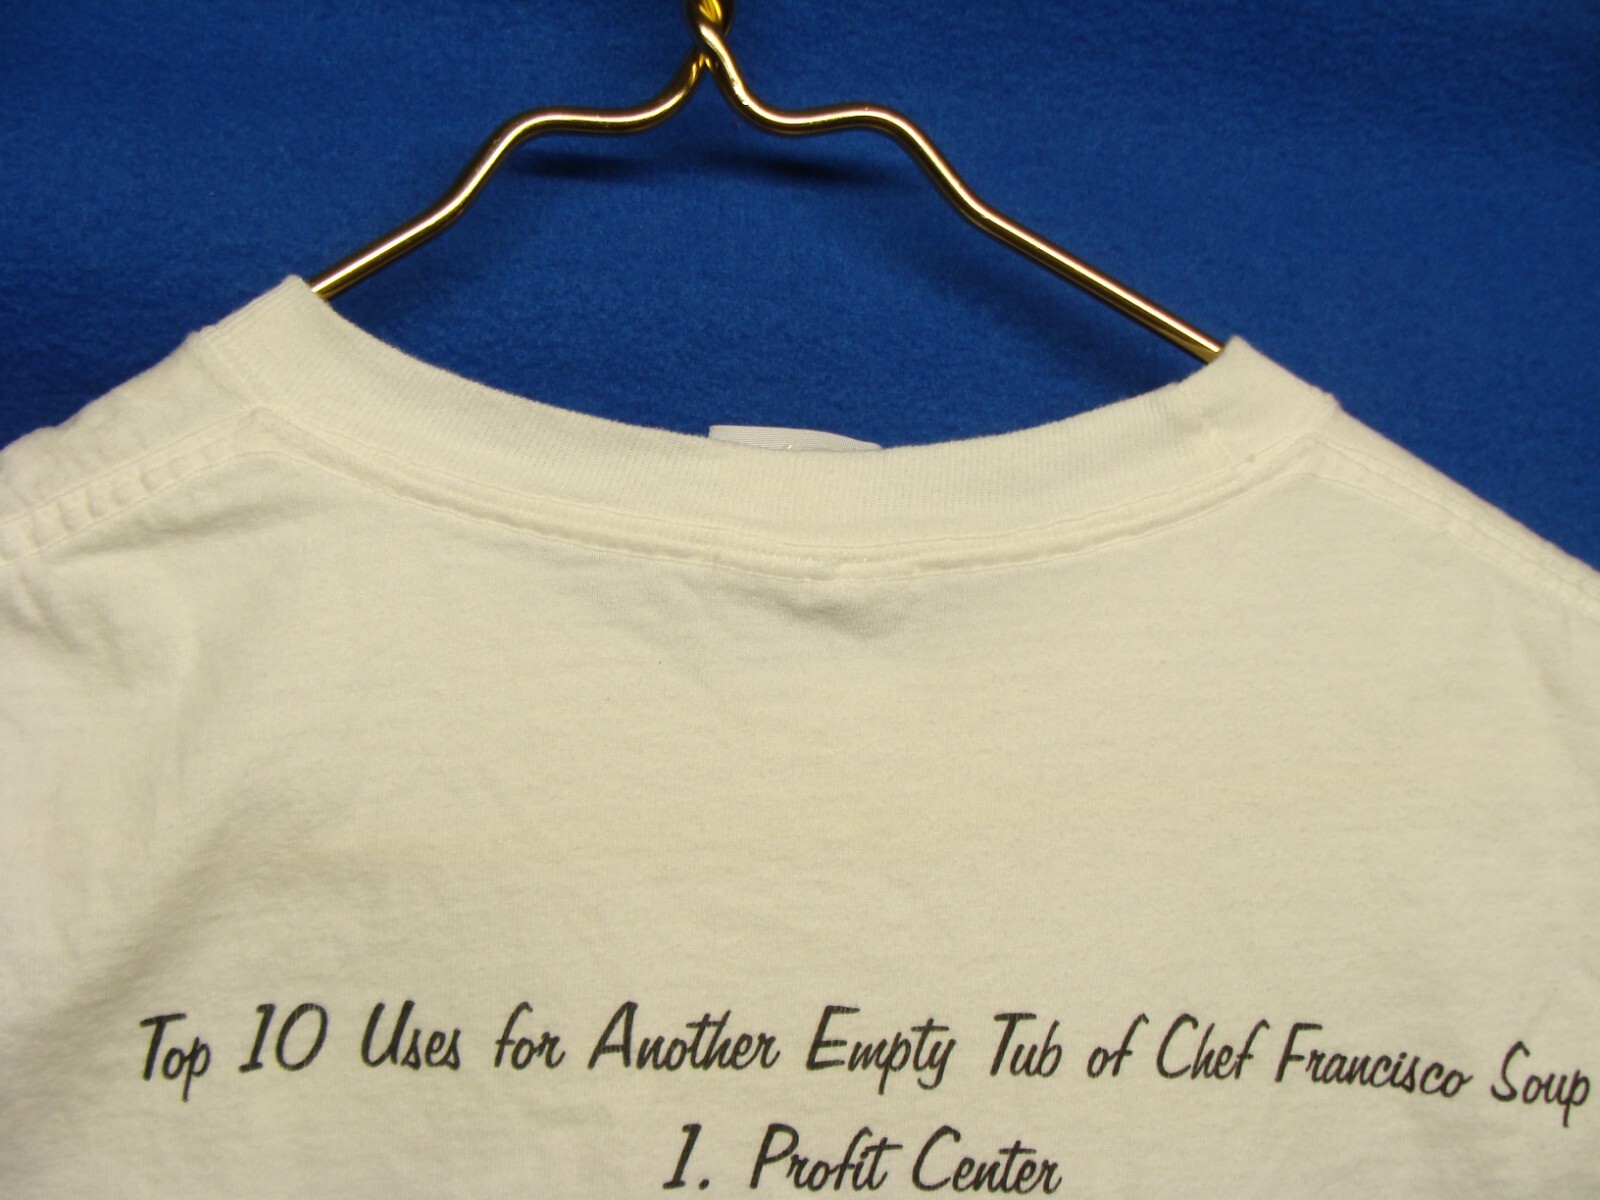 Top 10 Uses for Another Empty Tub of Chef Francisco Soup
1. Profit Center